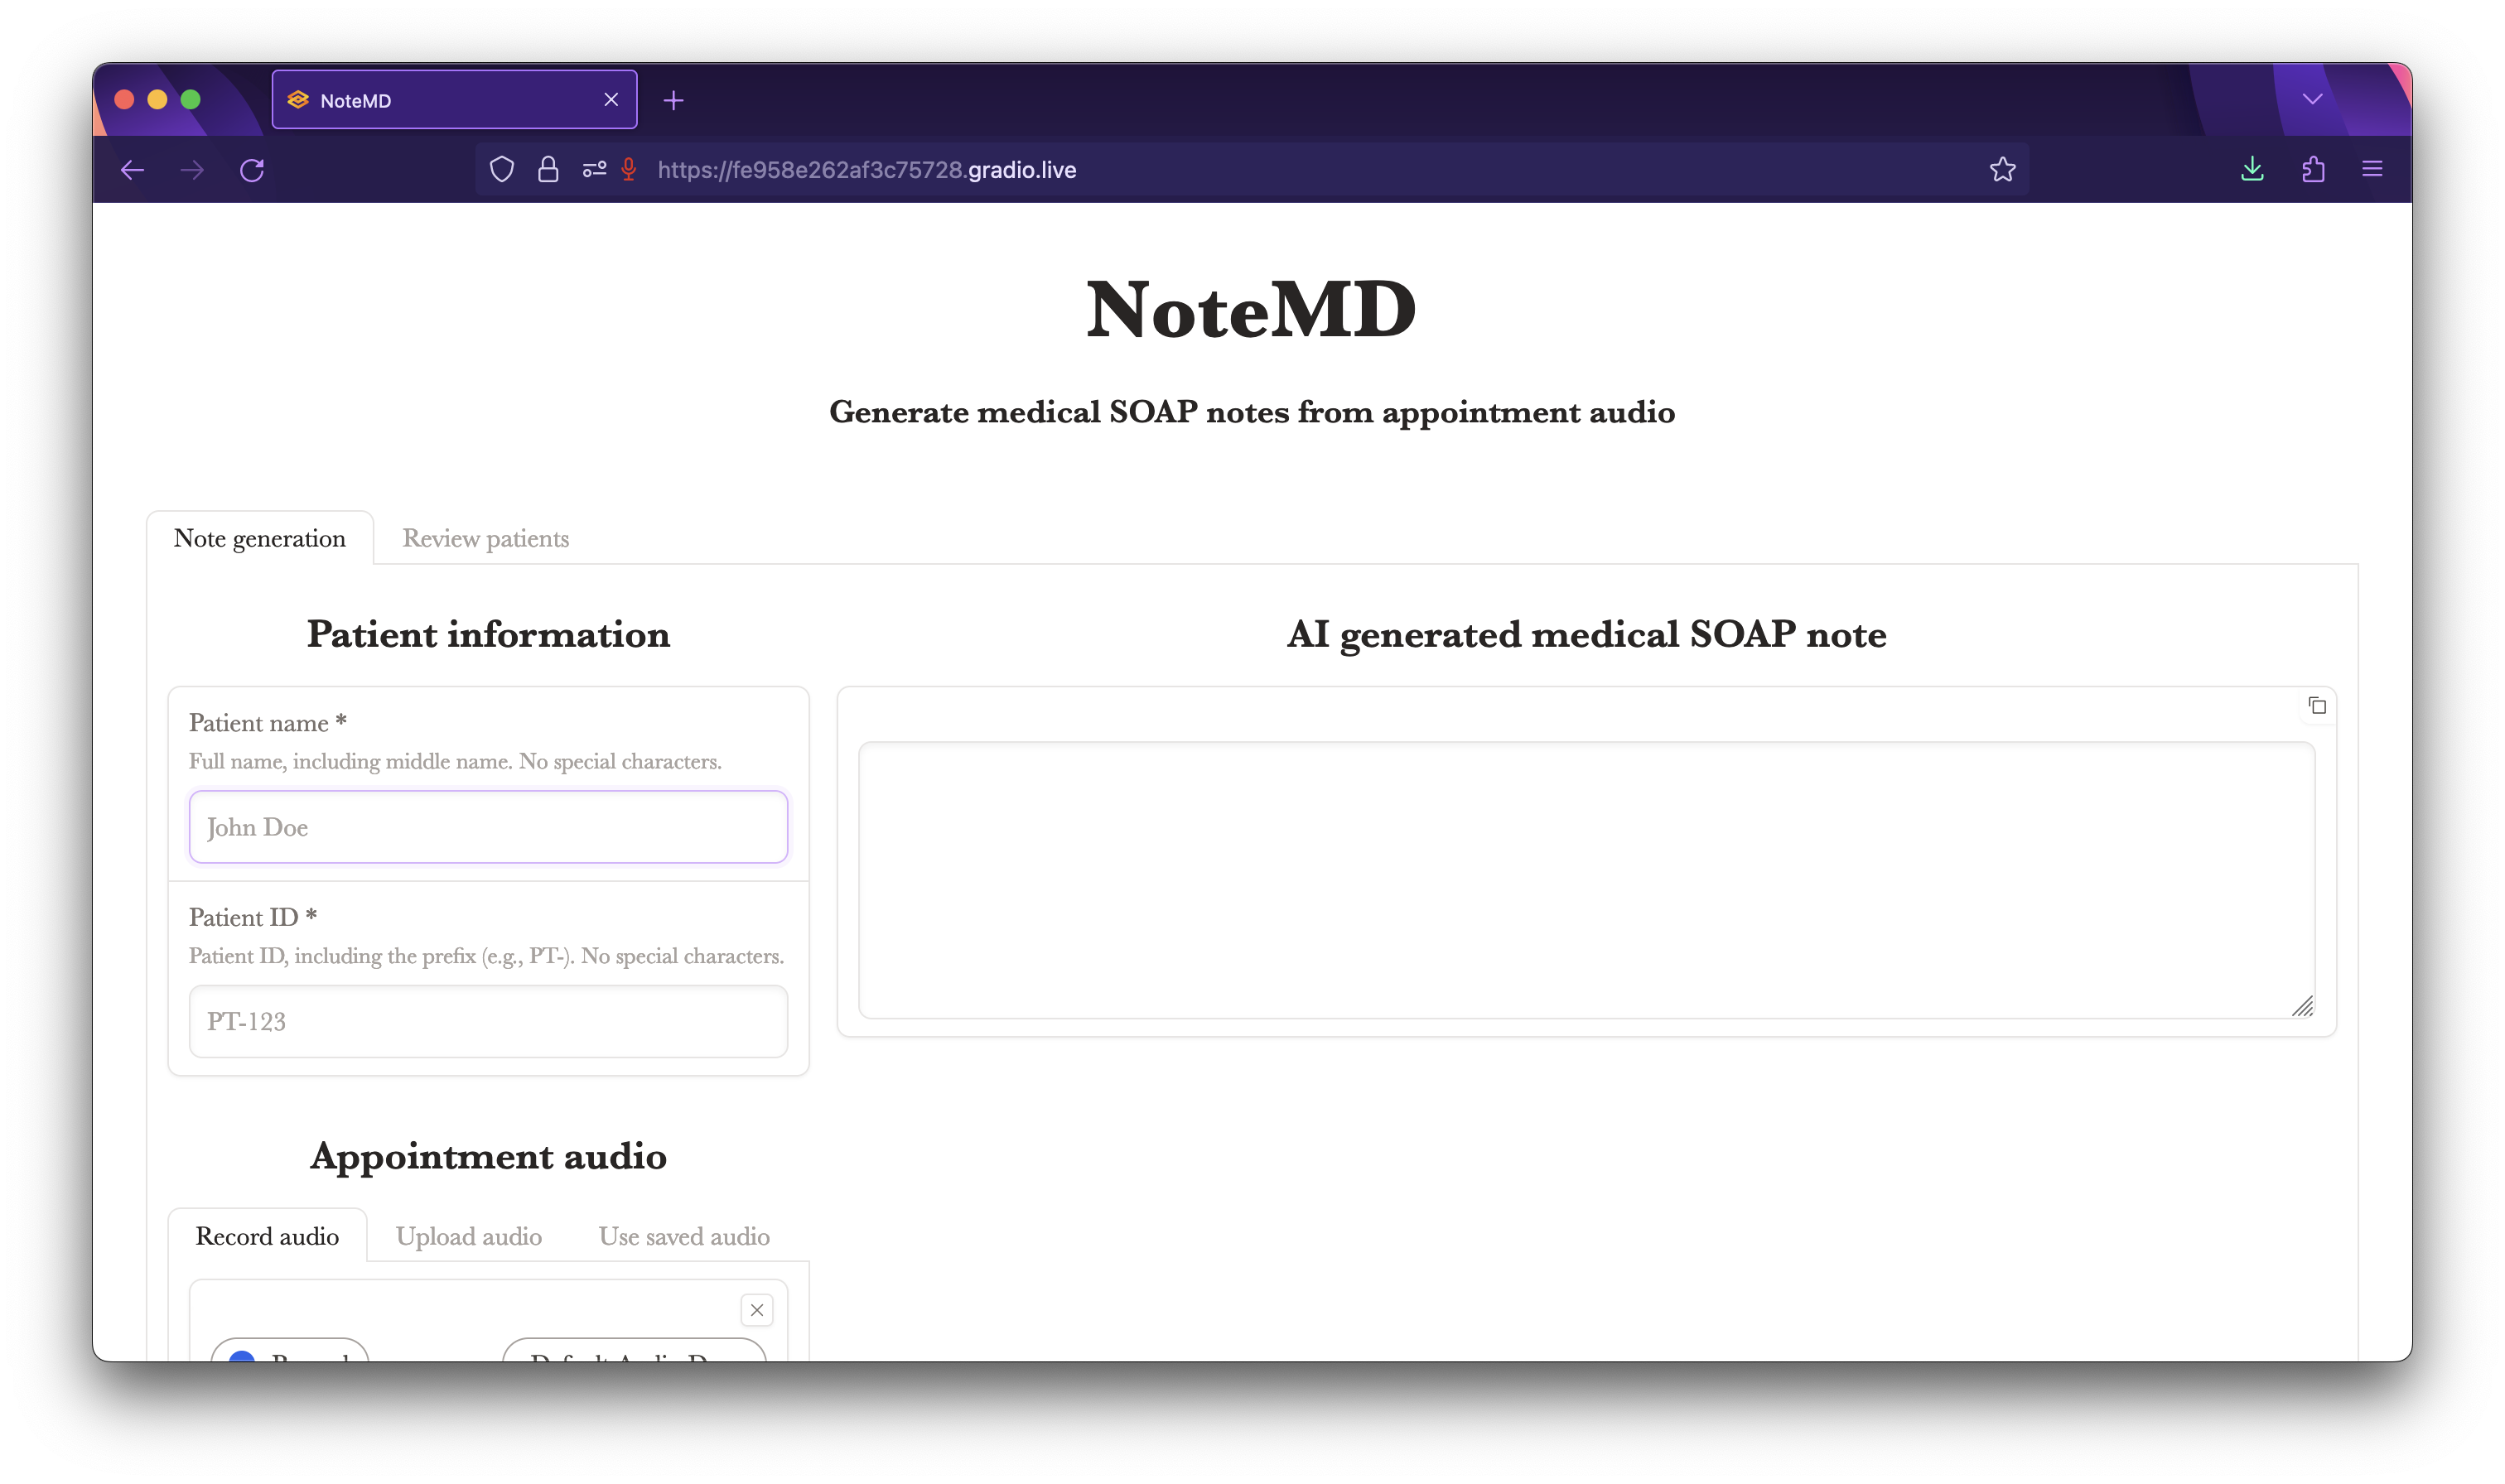 NoteMD
https://fe958e262af3c75728.gradio.live
NoteMD
Generate medical SOAP notes from appointment audio
Note generation
Review patients
Patient information
Patient name *
Full name, including middle name. No special characters.
John Doe
Patient ID *
Patient ID, including the prefix (e.g., PT-). No special characters.
PT-123
AI generated medical SOAP note
Appointment audio
Record audio
Upload audio
Use saved audio
Record
Default Audio